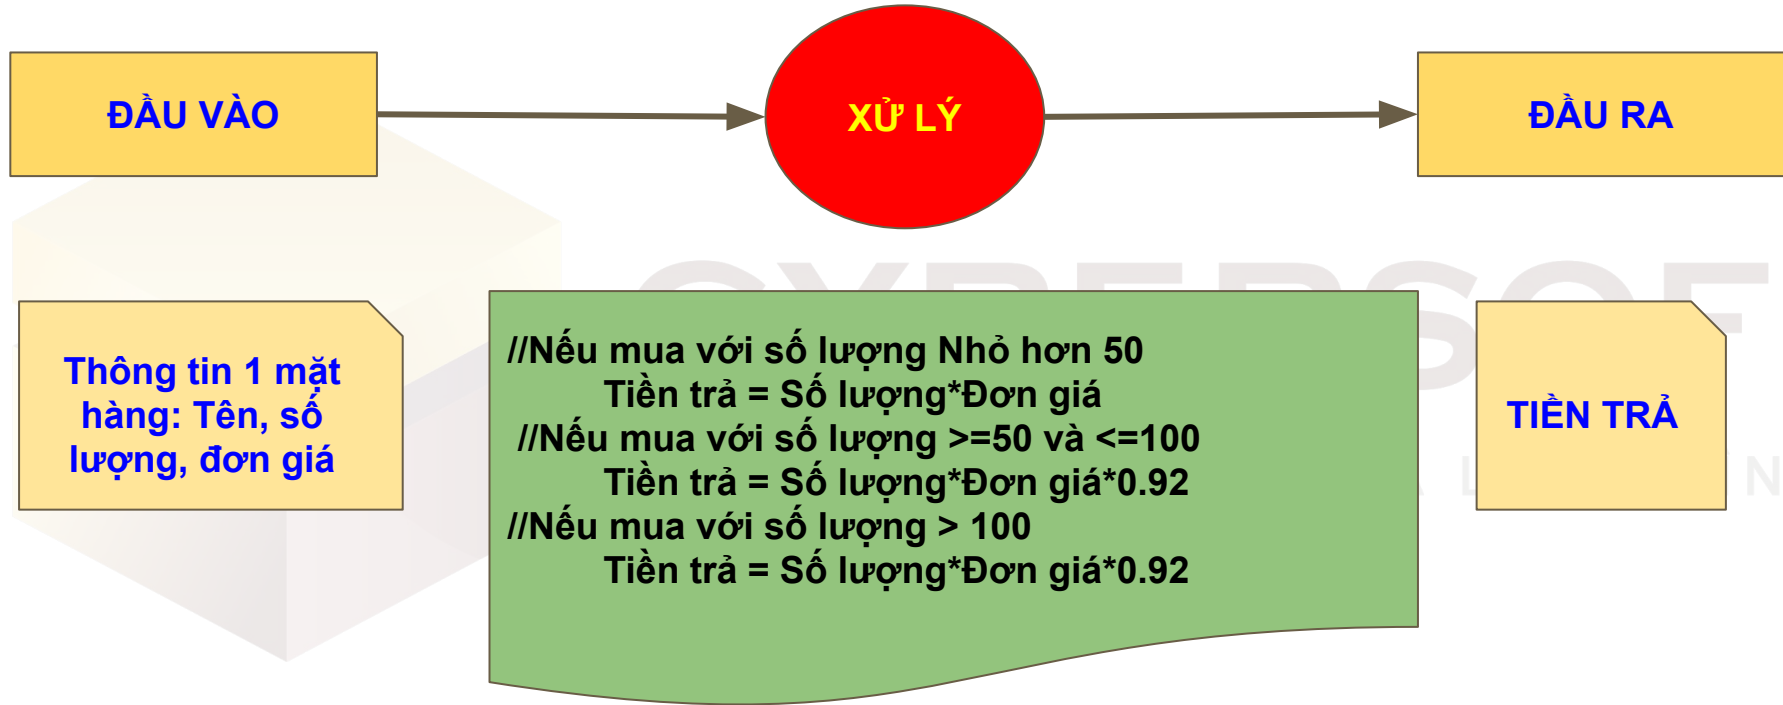 ĐẦU VÀO
XỬ LÝ
ĐẦU RA
Thông tin 1 mặt
hàng: Tên, số
lượng, đơn giá
//Nếu mua với số lượng Nhỏ hơn 50
Tiền trả = Số lượng*Đơn giá
//Nếu mua với số lượng >=50 và <=100
Tiền trả = Số lượng*Đơn giá*0.92
//Nếu mua với số lượng > 100
Tiền trả = Số lượng*Đơn giá*0.92
TIỀN TRẢ